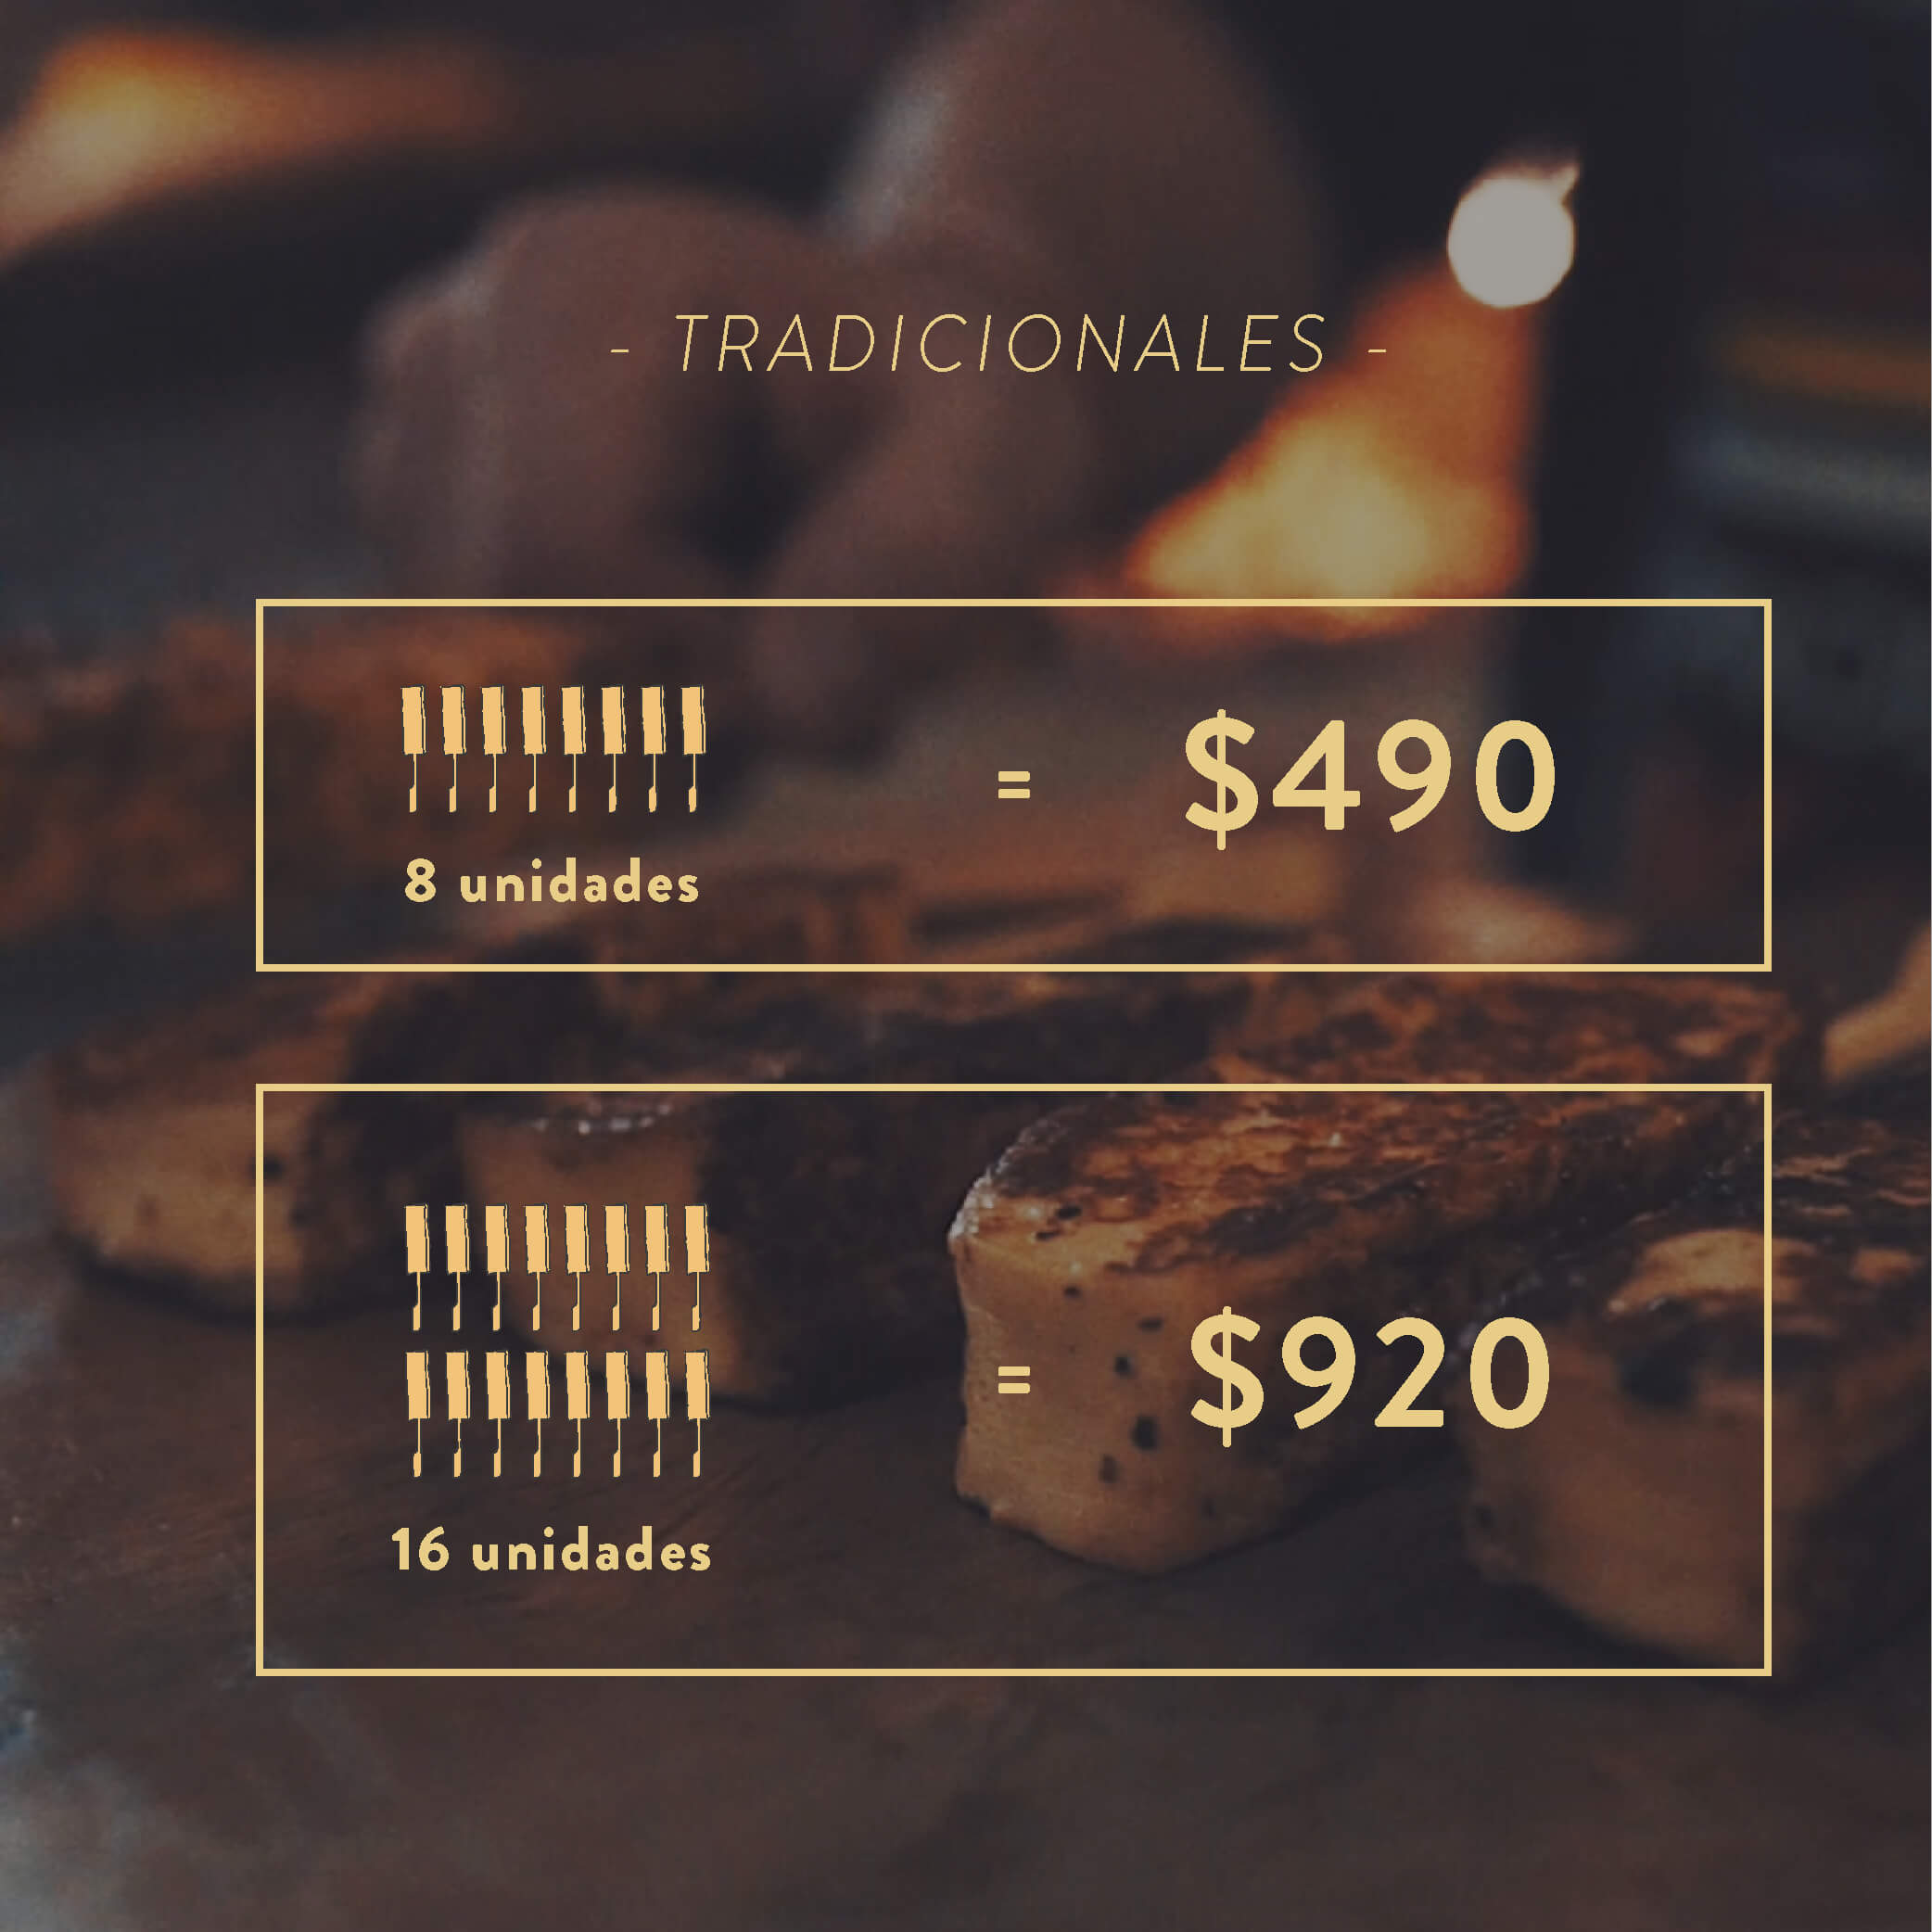 - TRADICIONALES -
8 unidades
=
$490
16 unidades
=
$920